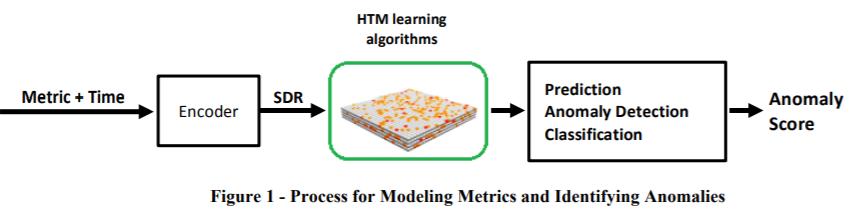 HTM learning
algorithms
Metric + Time
Encoder
SDR
Prediction
Anomaly Detection
Classification
Anomaly
Score
Figure 1 - Process for Modeling Metrics and Identifying Anomalies